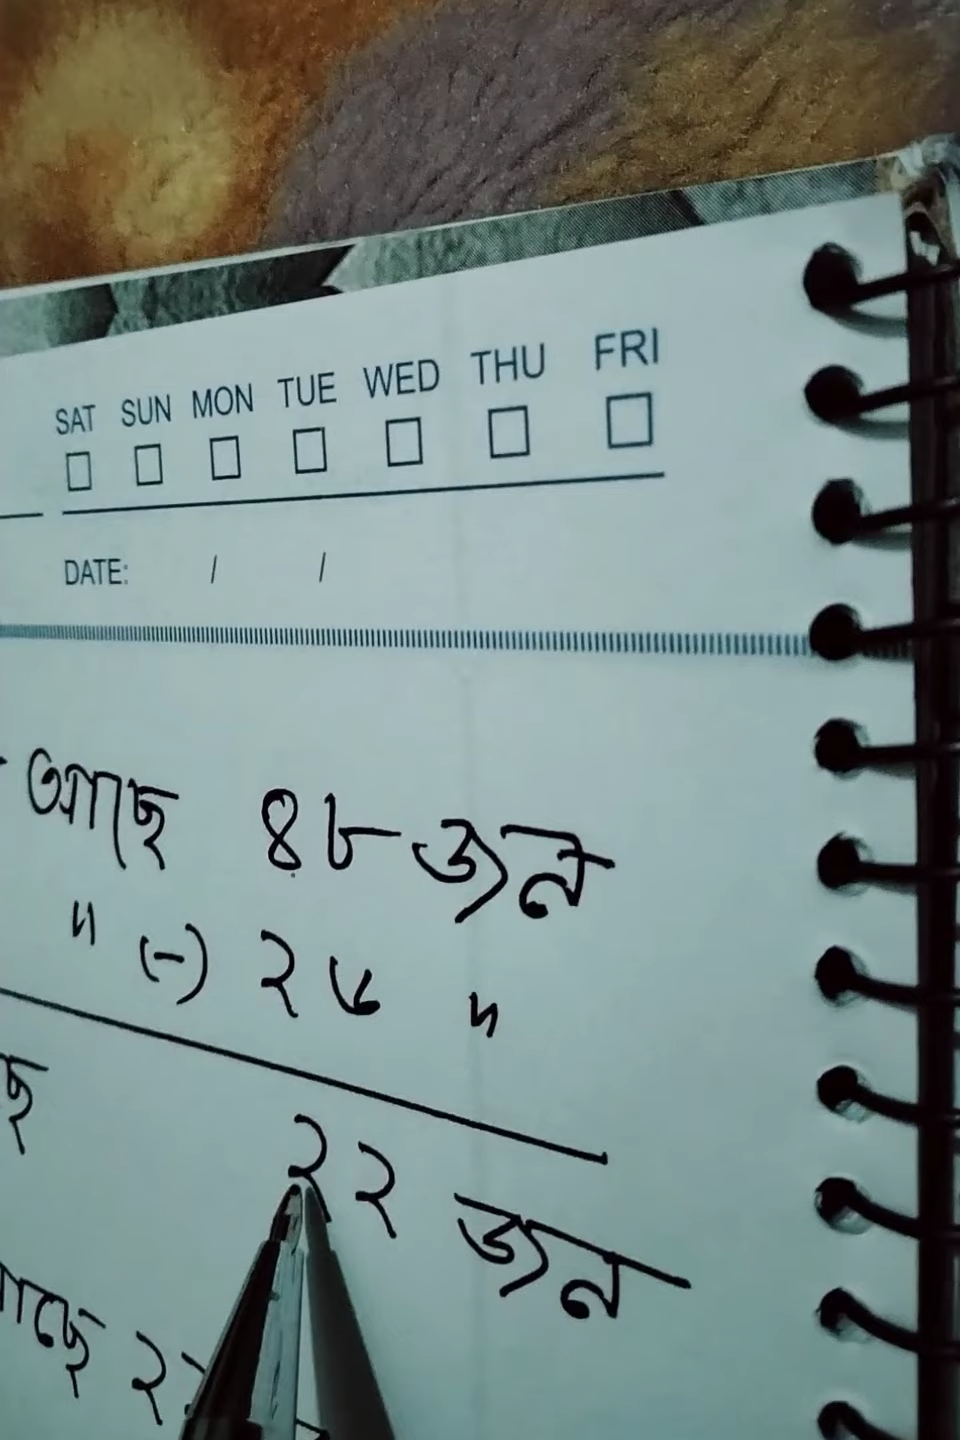 SAT SUN MON TUE WED THU FRI
DATE: / /
আছে ৪৮ জন
" (-) ২৬ "
২২ জন